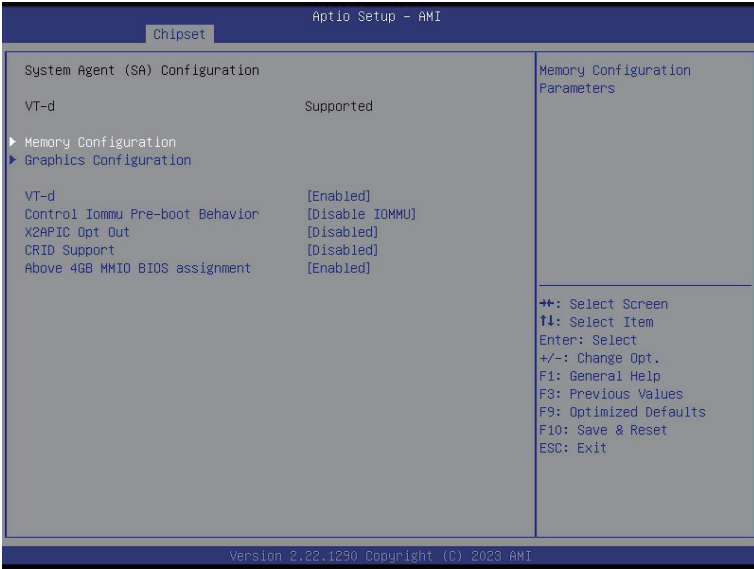 Aptio Setup – AMI
Chipset
System Agent (SA) Configuration
VT-d Supported
▶ Memory Configuration
▶ Graphics Configuration
VT-d [Enabled]
Control Iommu Pre-boot Behavior [Disable IOMMU]
X2APIC Opt Out [Disabled]
CRID Support [Disabled]
Above 4GB MMIO BIOS assignment [Enabled]
Memory Configuration
Parameters
→←: Select Screen
↑↓: Select Item
Enter: Select
+/-: Change Opt.
F1: General Help
F3: Previous Values
F9: Optimized Defaults
F10: Save & Reset
ESC: Exit
Version 2.22.1290 Copyright (C) 2023 AMI